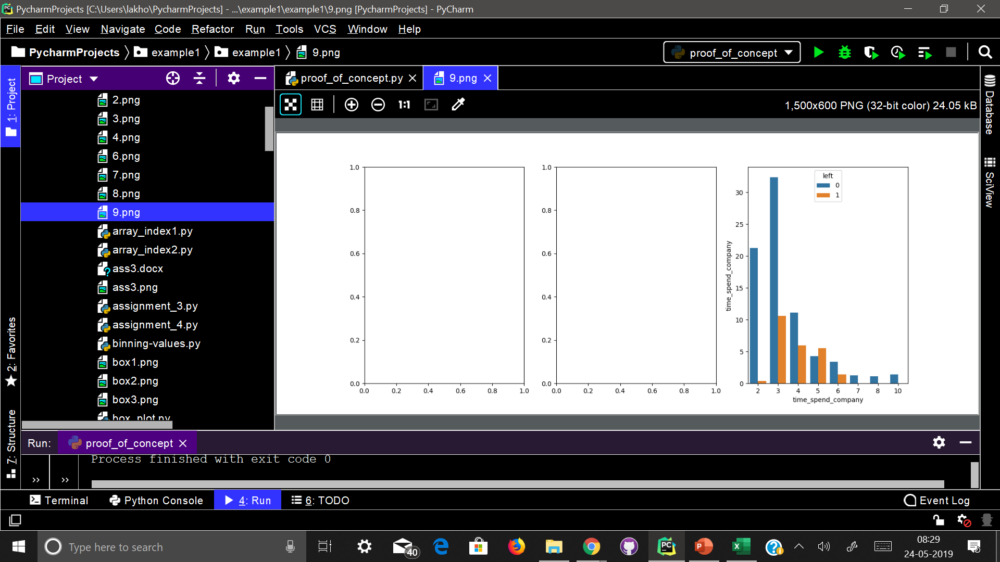 PycharmProjects [C:\Users\lakho\PycharmProjects] - ...\example1\example1\9.png [PycharmProjects] - PyCharm
File Edit View Navigate Code Refactor Run Tools VCS Window Help
PycharmProjects example1 example1 9.png
proof_of_concept
1: Project
Project
proof_of_concept.py
9.png
1:1
1,500x600 PNG (32-bit color) 24.05 kB
2.png
3.png
4.png
6.png
7.png
8.png
9.png
array_index1.py
array_index2.py
ass3.docx
ass3.png
assignment_3.py
assignment_4.py
binning-values.py
box1.png
box2.png
box3.png
box_plot.py
2: Favorites
7: Structure
Database
SciView
1.0
0.8
0.6
0.4
0.2
0.0
0.0 0.2 0.4 0.6 0.8 1.0
1.0
0.8
0.6
0.4
0.2
0.0
0.0 0.2 0.4 0.6 0.8 1.0
left
0
1
30
25
20
15
10
5
0
time_spend_company
2 3 4 5 6 7 8 10
time_spend_company
Run: proof_of_concept
Process finished with exit code 0
Terminal Python Console 4: Run 6: TODO Event Log
Type here to search
40
08:29
24-05-2019